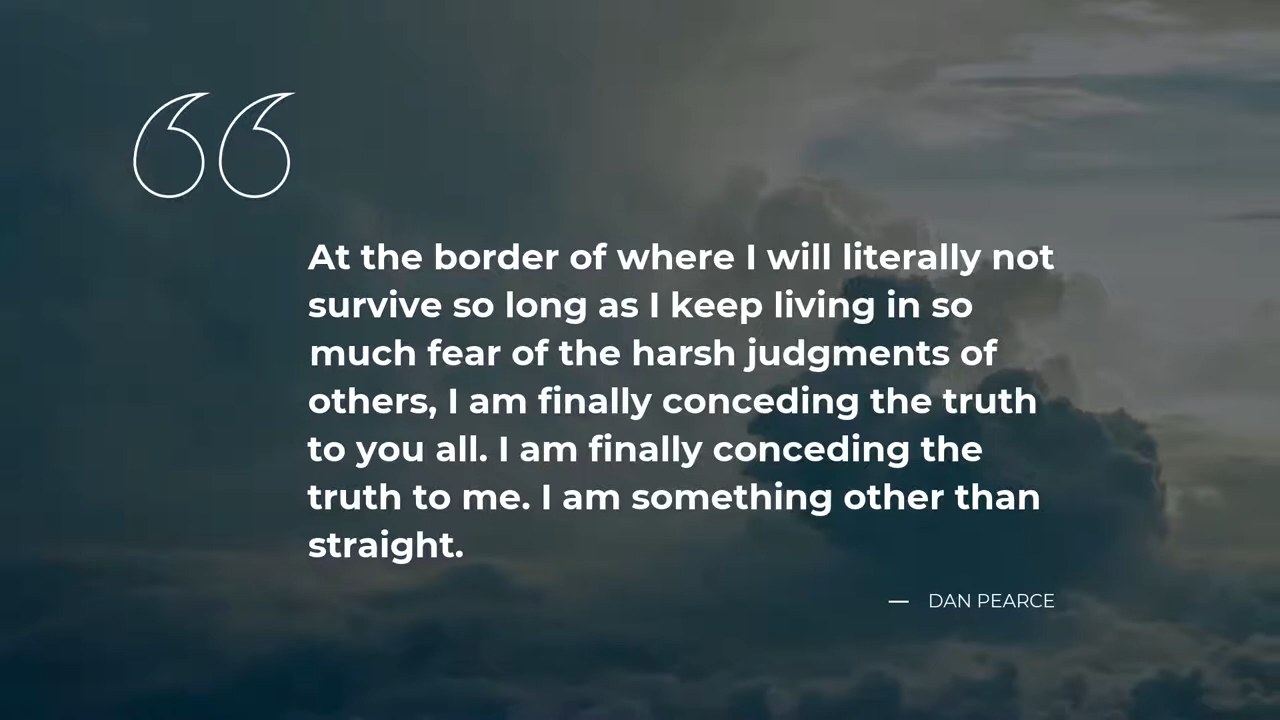 “
At the border of where I will literally not
survive so long as I keep living in so
much fear of the harsh judgments of
others, I am finally conceding the truth
to you all. I am finally conceding the
truth to me. I am something other than
straight.
— DAN PEARCE